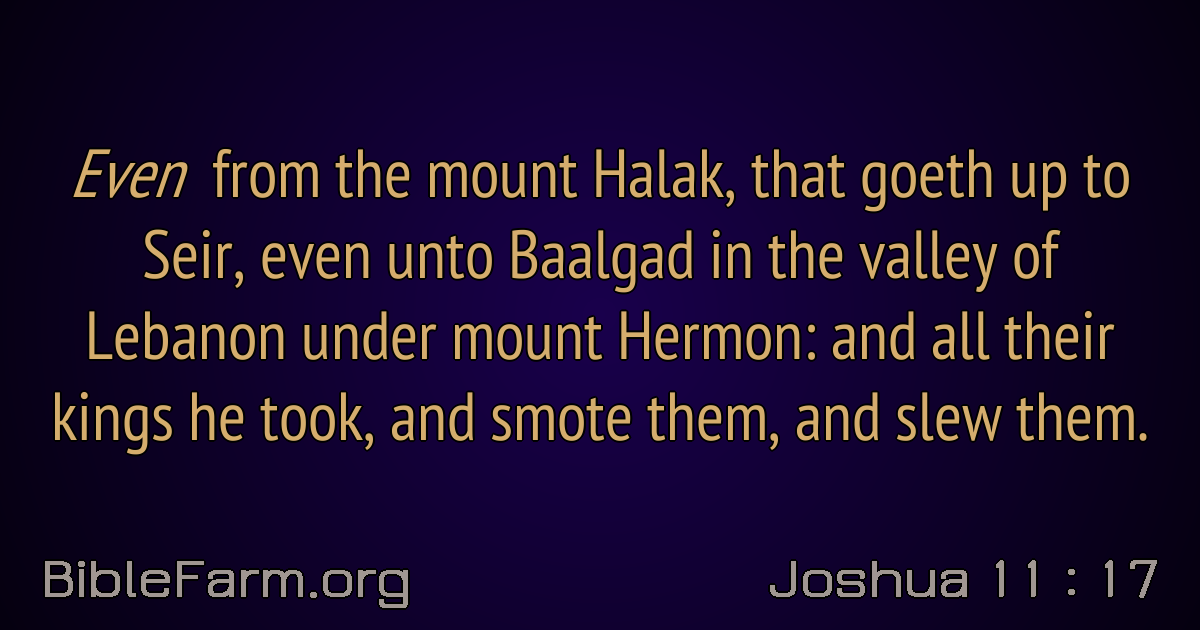 Even from the mount Halak, that goeth up to
Seir, even unto Baalgad in the valley of
Lebanon under mount Hermon: and all their
kings he took, and smote them, and slew them.
BibleFarm.org
Joshua 11 : 17